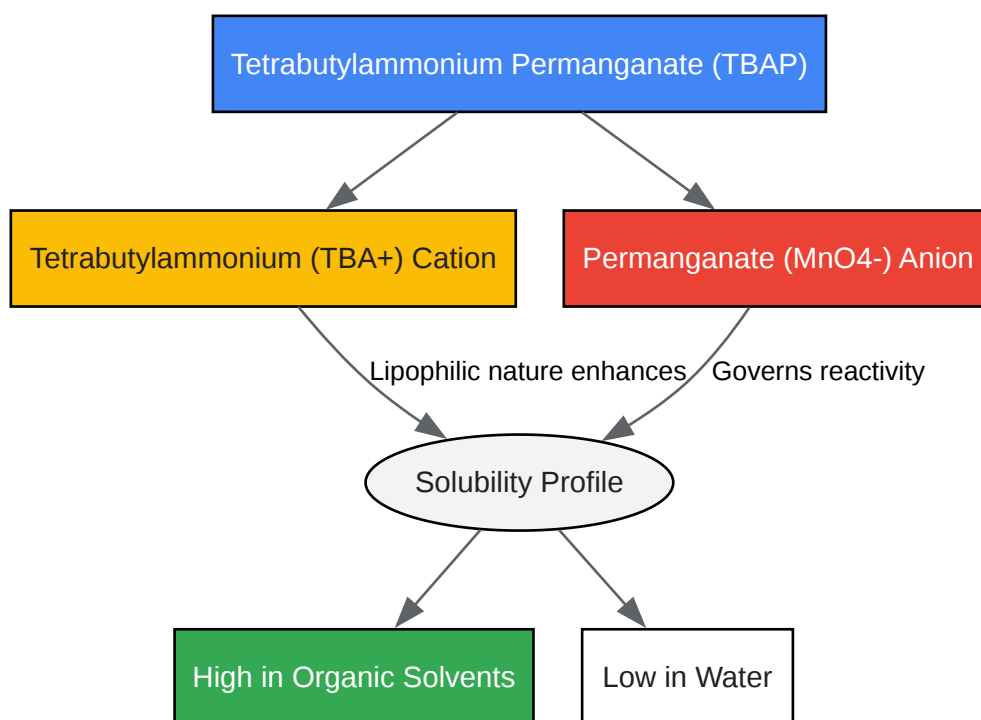 Tetrabutylammonium Permanganate (TBAP)
Tetrabutylammonium (TBA+) Cation
Permanganate (MnO4-) Anion
Lipophilic nature enhances
Governs reactivity
Solubility Profile
High in Organic Solvents
Low in Water